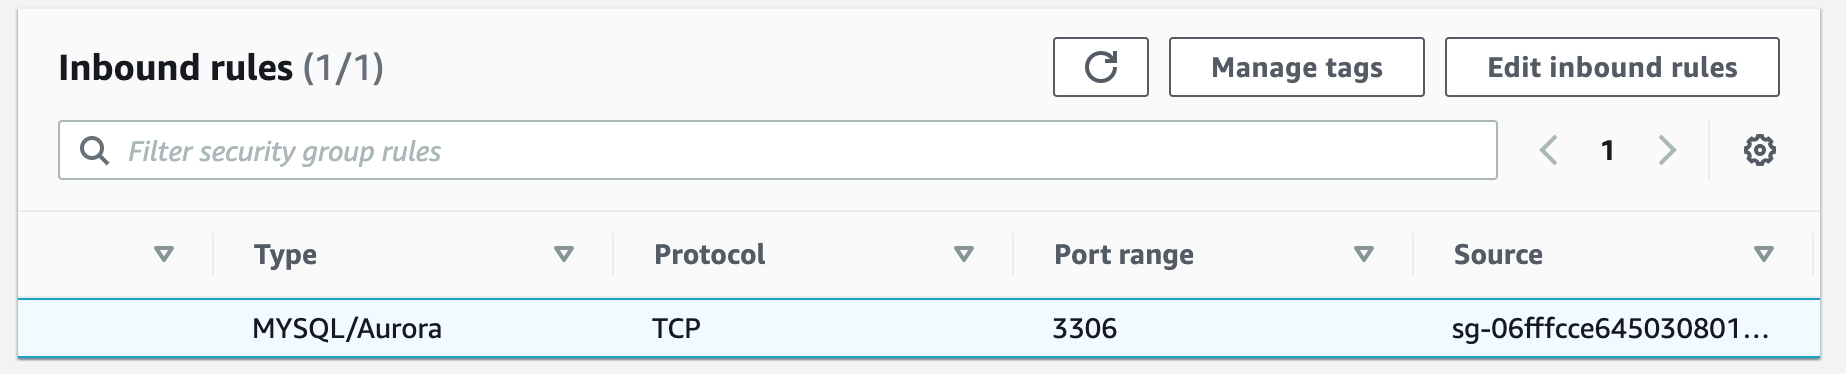 Inbound rules (1/1)
Manage tags
Edit inbound rules
Filter security group rules
1
Type Protocol Port range Source
MYSQL/Aurora TCP 3306 sg-06fffcce645030801...